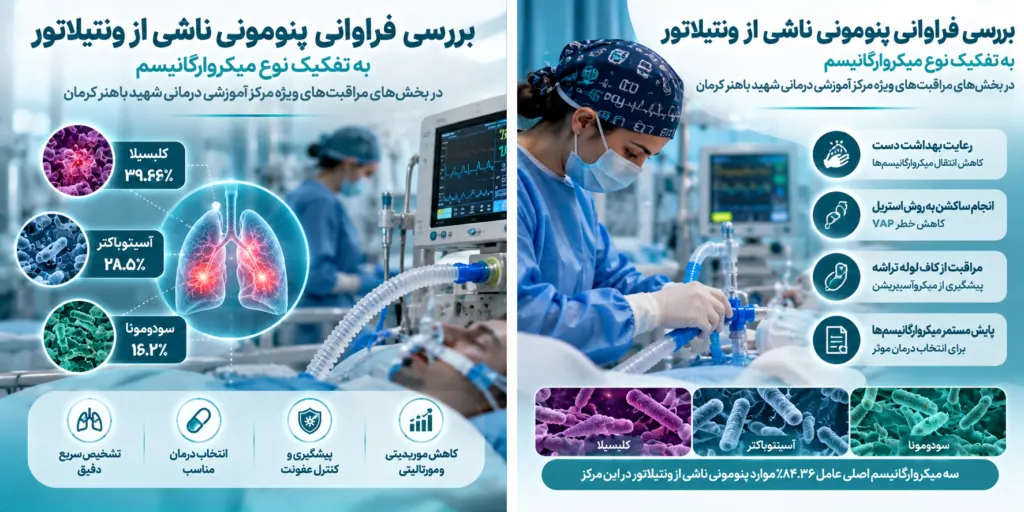 بررسی فراوانی پنومونی ناشی از ونتیلاتور
به تفکیک نوع میکروارگانیسم
در بخش‌های مراقبت‌های ویژه مرکز آموزشی درمانی شهید باهنر کرمان
کلبسیلا
۳۹.۶۶٪
آسیتوباکتر
۲۸.۵٪
سودومونا
۱۶.۲٪
تشخیص سریع
دقیق
انتخاب درمان
مناسب
پیشگیری و
کنترل عفونت
کاهش موربدیتی
و مورتالیتی
بررسی فراوانی پنومونی ناشی از ونتیلاتور
به تفکیک نوع میکروارگانیسم
در بخش‌های مراقبت‌های ویژه مرکز آموزشی درمانی شهید باهنر کرمان
رعایت بهداشت دست
کاهش انتقال میکروارگانیسم‌ها
انجام ساکشن به روش استریل
کاهش خطر VAP
مراقبت از کاف لوله تراشه
پیشگیری از میکروآسپیریشن
پایش مستمر میکروارگانیسم‌ها
برای انتخاب درمان موثر
کلبسیلا
آسیتوباکتر
سودومونا
سه میکروارگانیسم اصلی عامل ۸۴.۳۶٪ موارد پنومونی ناشی از ونتیلاتور در این مرکز